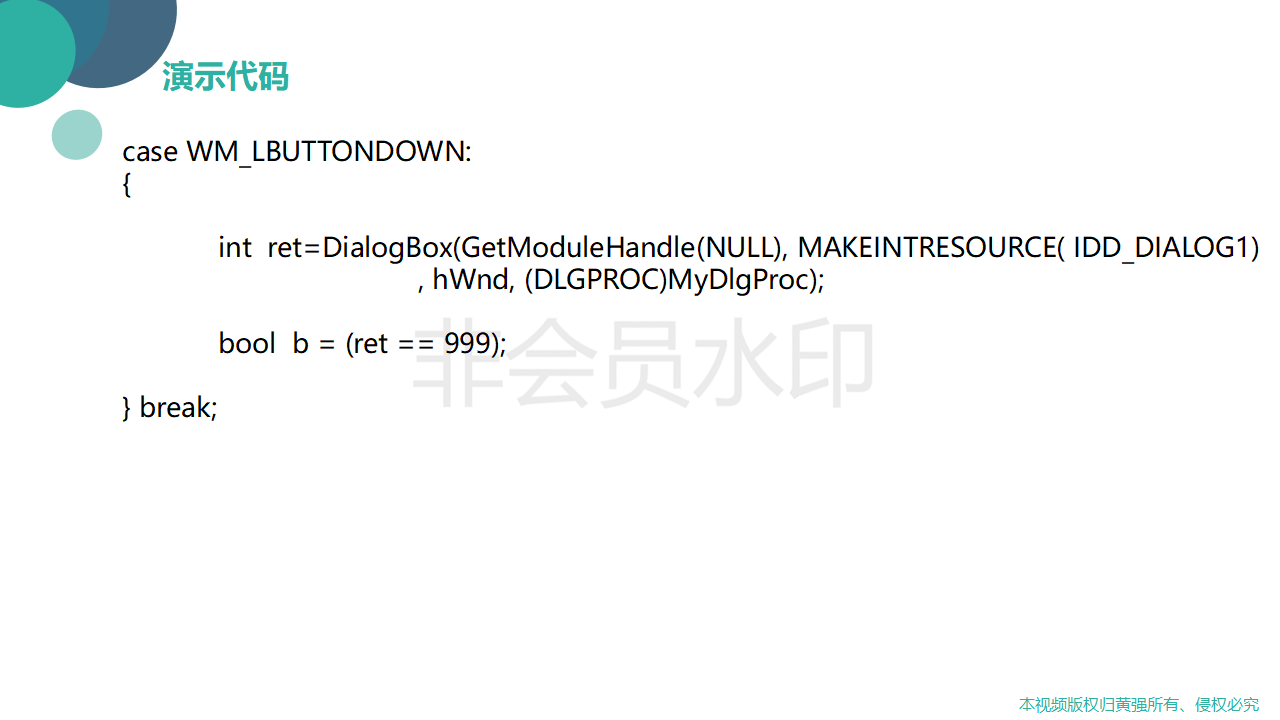 演示代码
case WM_LBUTTONDOWN:
{
int  ret=DialogBox(GetModuleHandle(NULL), MAKEINTRESOURCE( IDD_DIALOG1)
, hWnd, (DLGPROC)MyDlgProc);
bool  b = (ret == 999);
非会员水印
} break;
本视频版权归黄强所有、侵权必究